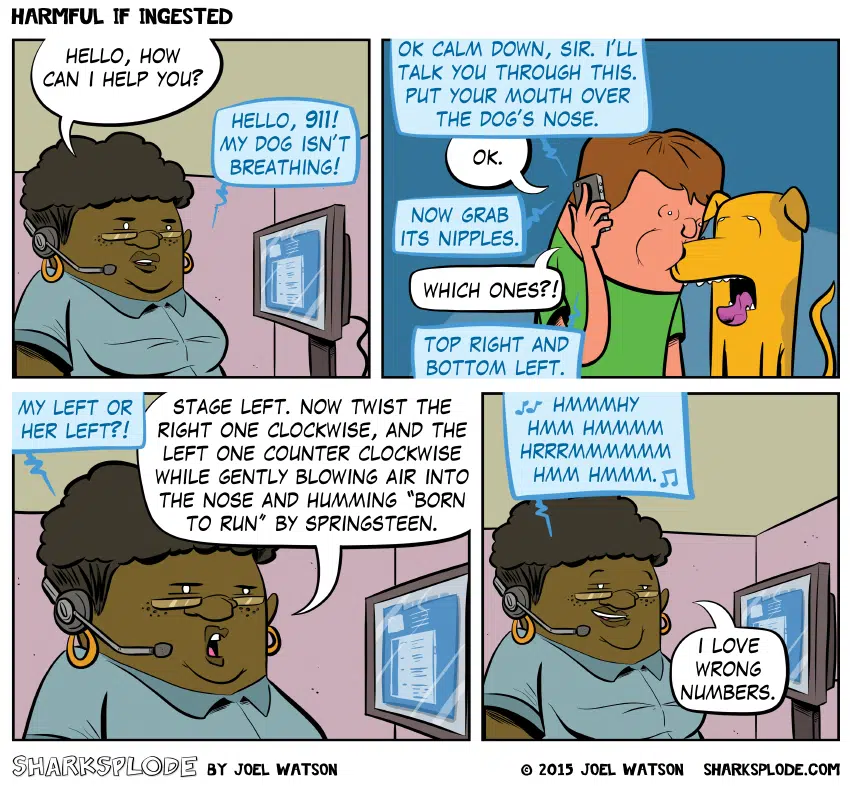 HARMFUL IF INGESTED
HELLO, HOW
CAN I HELP YOU?
HELLO, 911!
MY DOG ISN'T
BREATHING!
OK CALM DOWN, SIR. I'LL
TALK YOU THROUGH THIS.
PUT YOUR MOUTH OVER
THE DOG'S NOSE.
OK.
NOW GRAB
ITS NIPPLES.
WHICH ONES?!
TOP RIGHT AND
BOTTOM LEFT.
MY LEFT OR
HER LEFT?!
STAGE LEFT. NOW TWIST THE
RIGHT ONE CLOCKWISE, AND THE
LEFT ONE COUNTER CLOCKWISE
WHILE GENTLY BLOWING AIR INTO
THE NOSE AND HUMMING "BORN
TO RUN" BY SPRINGSTEEN.
♫ HMMMHY
HMM HMMMM
HRRRMMMMMM
HMM HMMM. ♫
I LOVE
WRONG
NUMBERS.
SHARKSPLODE BY JOEL WATSON
© 2015 JOEL WATSON SHARKSPLODE.COM